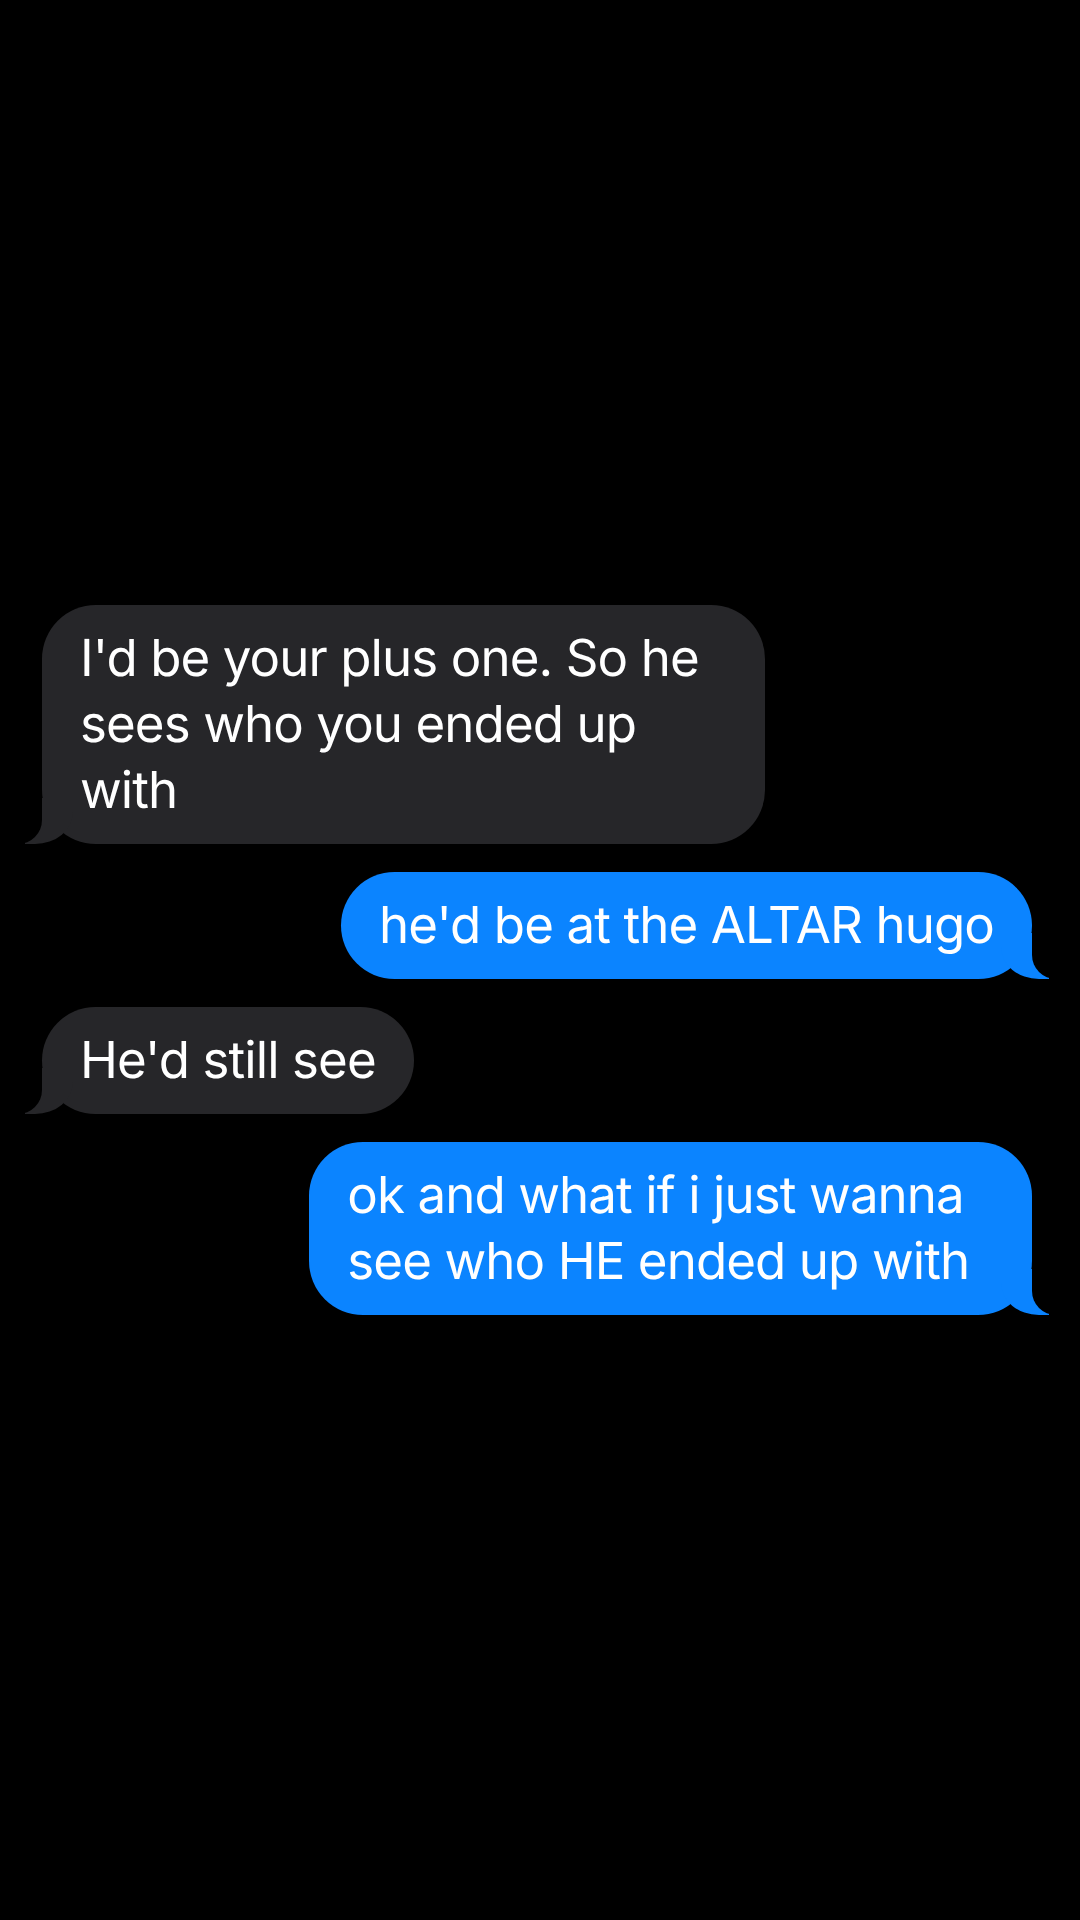 I'd be your plus one. So he
sees who you ended up
with
he'd be at the ALTAR hugo
He'd still see
ok and what if i just wanna
see who HE ended up with